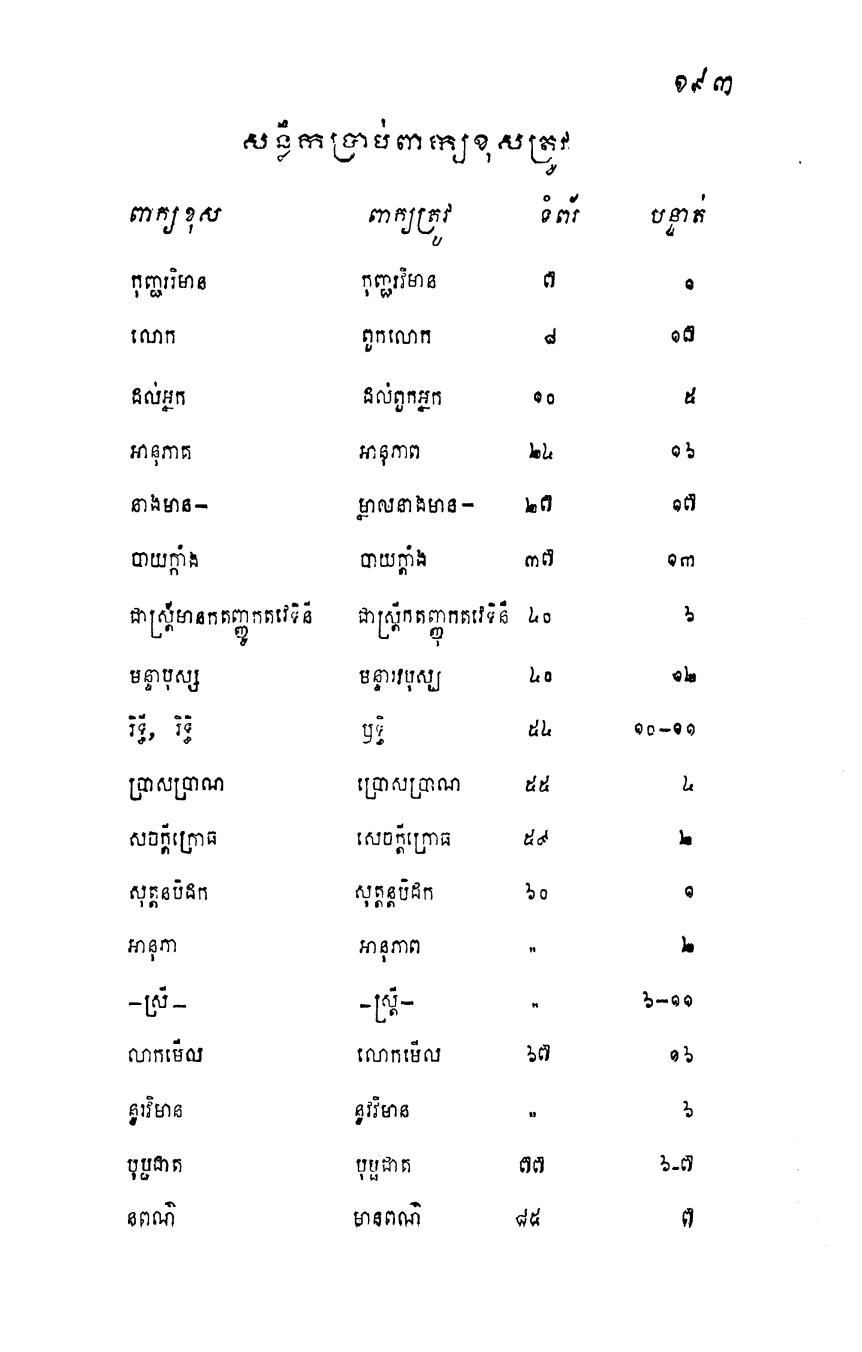 ១៩៣
សន្លឹកទ្រាប់ពាក្យខុសត្រូវ
ពាក្យខុស ពាក្យត្រូវ ទំពរ័ បន្ទាត់
កុញ្ជររិមាន កុញ្ជរវិមាន ៧ ១
លោក ពួកលោក ៨ ១៧
ដល់អ្នក ដល់ពួកអ្នក ១០ ៥
អានុភាត អានុភាព ២៤ ១៦
នាងមាន– ម្នាលនាងមាន– ២៧ ១៧
បាយក្កាំង បាយក្តាំង ៣៧ ១៣
ជាស្ត្រីមានកតញ្ញូកតវេទិនី ជាស្ត្រីកតញ្ញុកតវេទិនី ៤០ ៦
មន្ទាបុស្ស មន្ទារវបុស្ប ៤០ ១២
រិទ្ធី, រិទ្ធិ ឫទ្ធិ ៥៤ ១០–១១
ប្រាសប្រាណ ប្រោសប្រាណ ៥៥ ៤
សចក្តីក្រោធ សេចក្តីក្រោធ ៥៩ ២
សុត្តនបិដក សុត្តន្តបិដក ៦០ ១
អានុភា អានុភាព " ២
–ស្រី– –ស្ត្រី– " ៦–១១
លាកមើល លោកមើល ៦៧ ១៦
នូវរិមាន នូវវិមាន " ៦
បុប្ជជាត បុប្ផជាត ៧៧ ៦-៧
នពណ៌ មានពណ៌ ៨៥ ៧